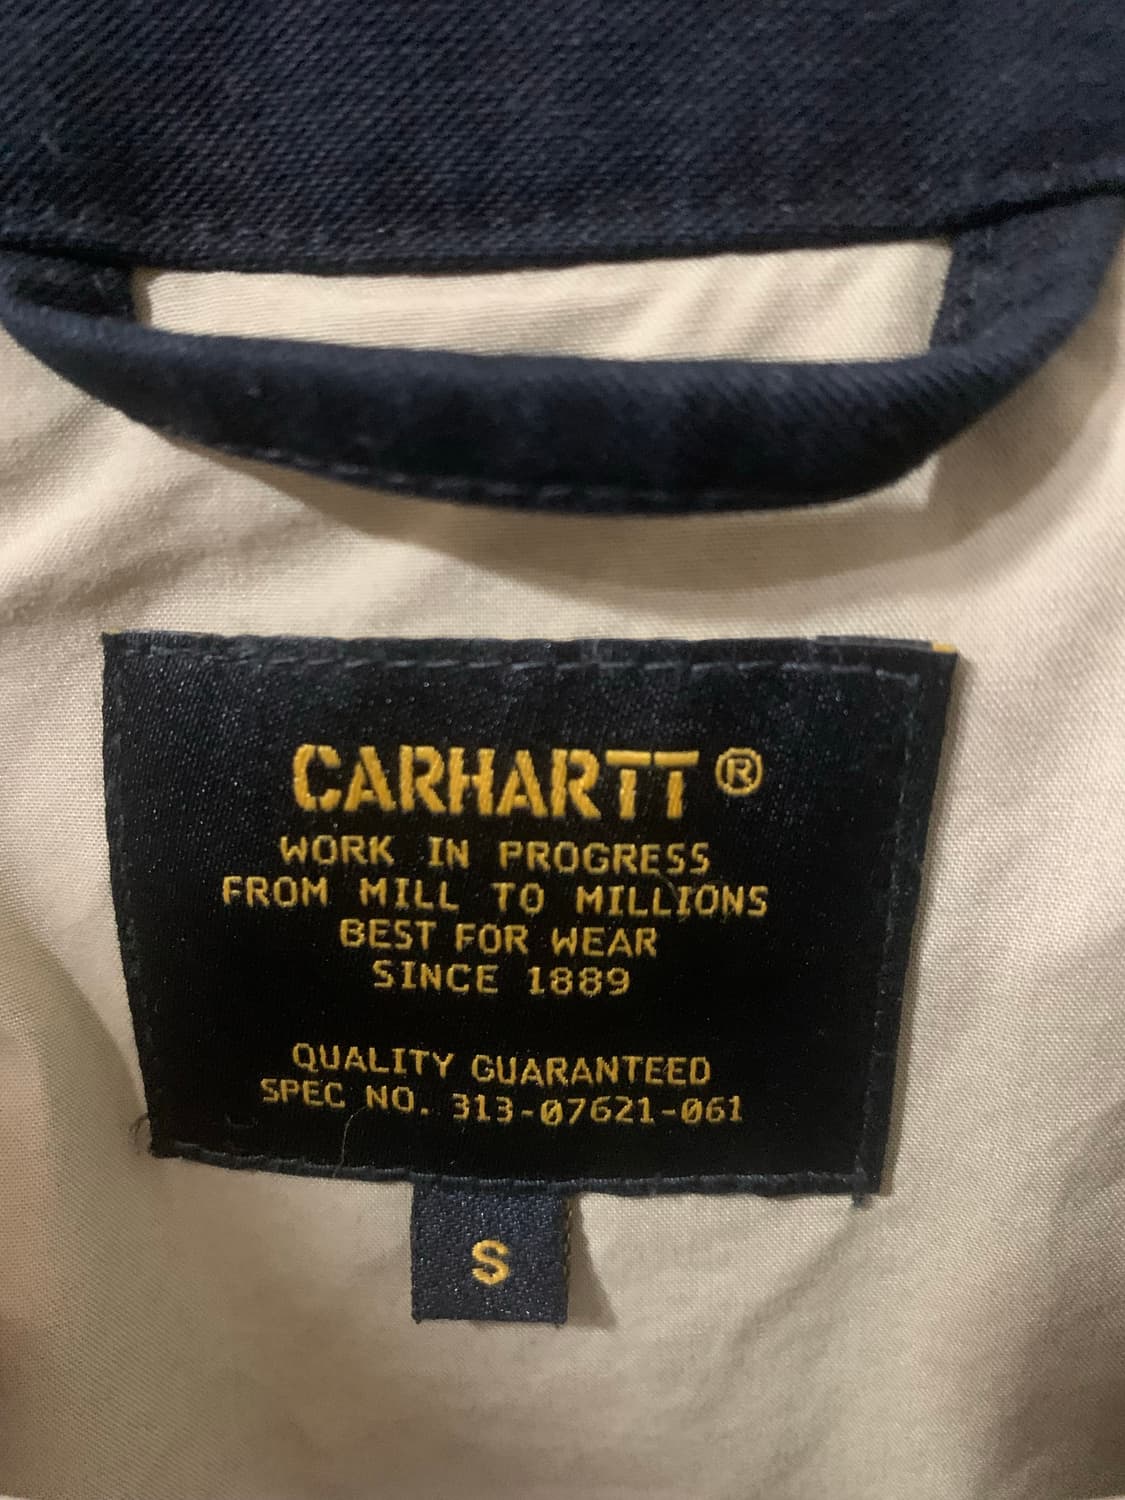 CARHARTT ®
WORK IN PROGRESS
FROM MILL TO MILLIONS
BEST FOR WEAR
SINCE 1889
QUALITY GUARANTEED
SPEC NO. 313-07621-061
S